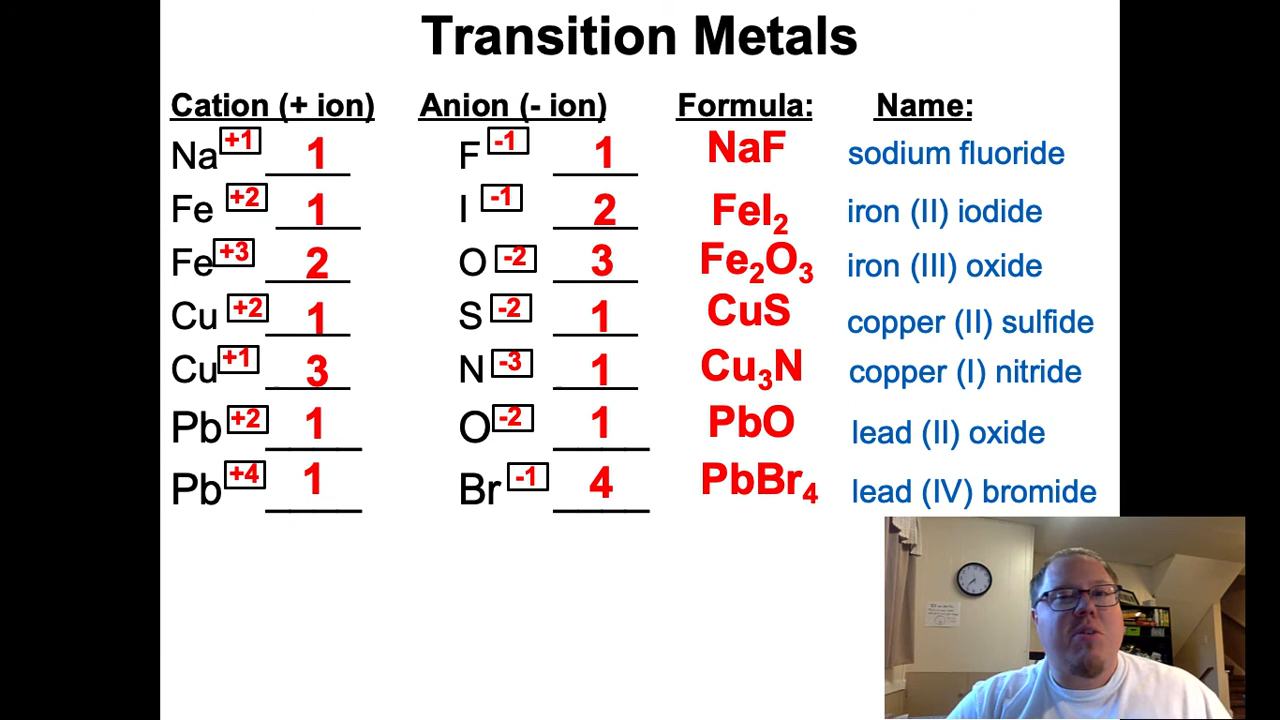 Transition Metals
Cation (+ ion) Anion (- ion) Formula: Name:
Na +1 1 F -1 1 NaF sodium fluoride
Fe +2 1 I -1 2 FeI₂ iron (II) iodide
Fe +3 2 O -2 3 Fe₂O₃ iron (III) oxide
Cu +2 1 S -2 1 CuS copper (II) sulfide
Cu +1 3 N -3 1 Cu₃N copper (I) nitride
Pb +2 1 O -2 1 PbO lead (II) oxide
Pb +4 1 Br -1 4 PbBr₄ lead (IV) bromide